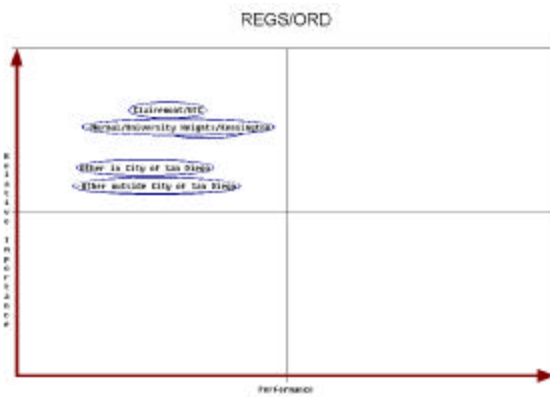 REGS/ORD
Clairemont/UTC
Normal/University Heights/Kensington
Other in City of San Diego
Other outside City of San Diego
Relative Importance
Performance